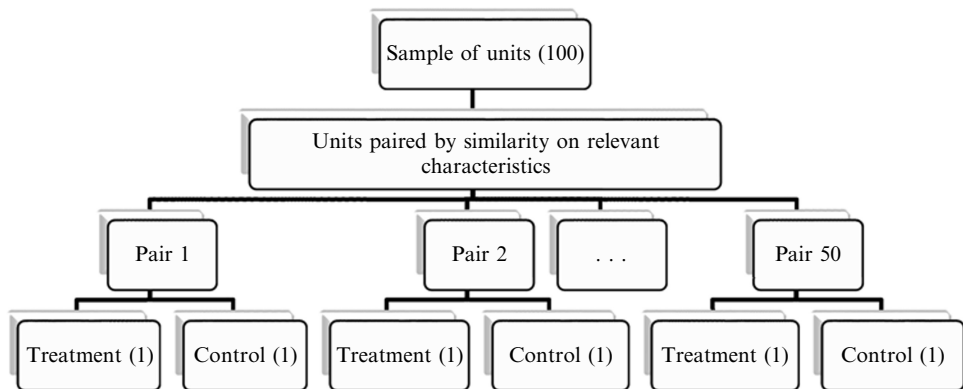 Sample of units (100)
Units paired by similarity on relevant
characteristics
Pair 1
Pair 2
. . .
Pair 50
Treatment (1)
Control (1)
Treatment (1)
Control (1)
Treatment (1)
Control (1)